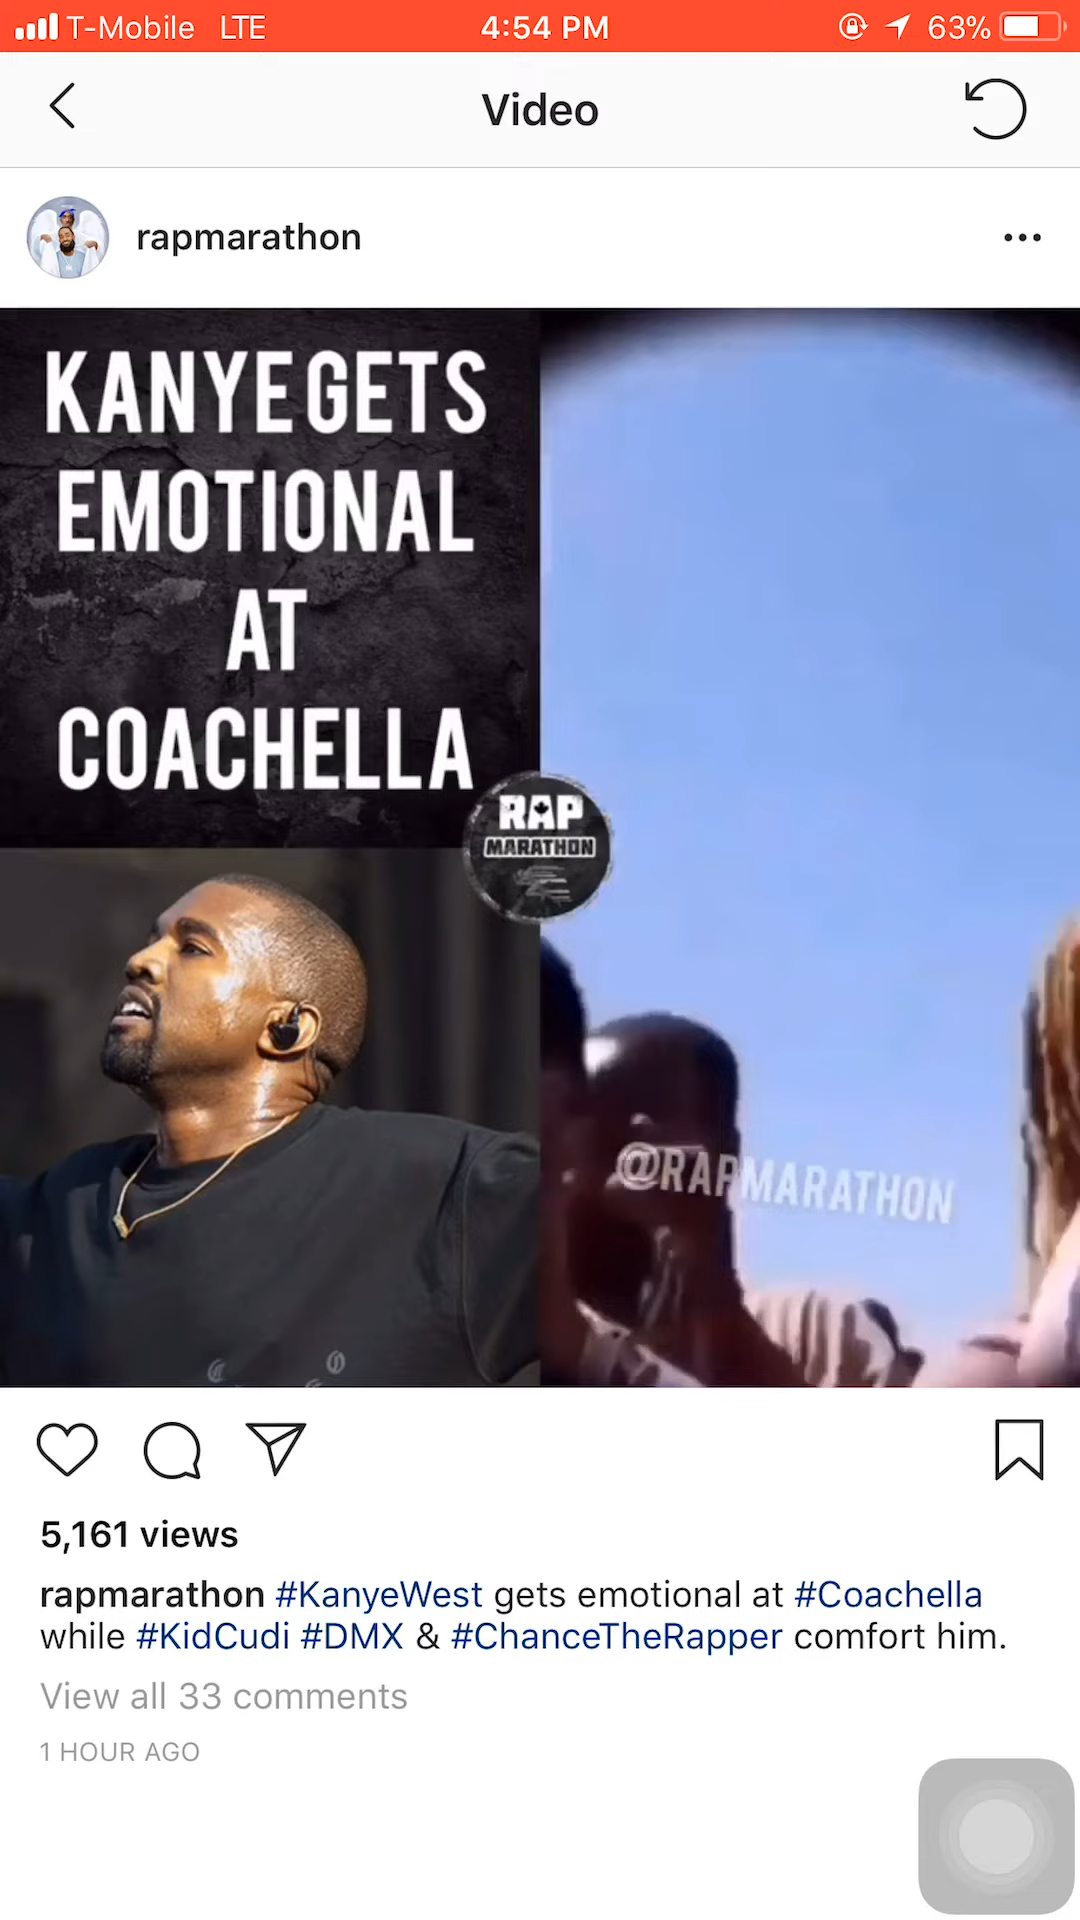 T-Mobile LTE 4:54 PM 63%
Video
rapmarathon
KANYE GETS
EMOTIONAL
AT
COACHELLA
RAP
MARATHON
@RAPMARATHON
5,161 views
rapmarathon #KanyeWest gets emotional at #Coachella
while #KidCudi #DMX & #ChanceTheRapper comfort him.
View all 33 comments
1 HOUR AGO